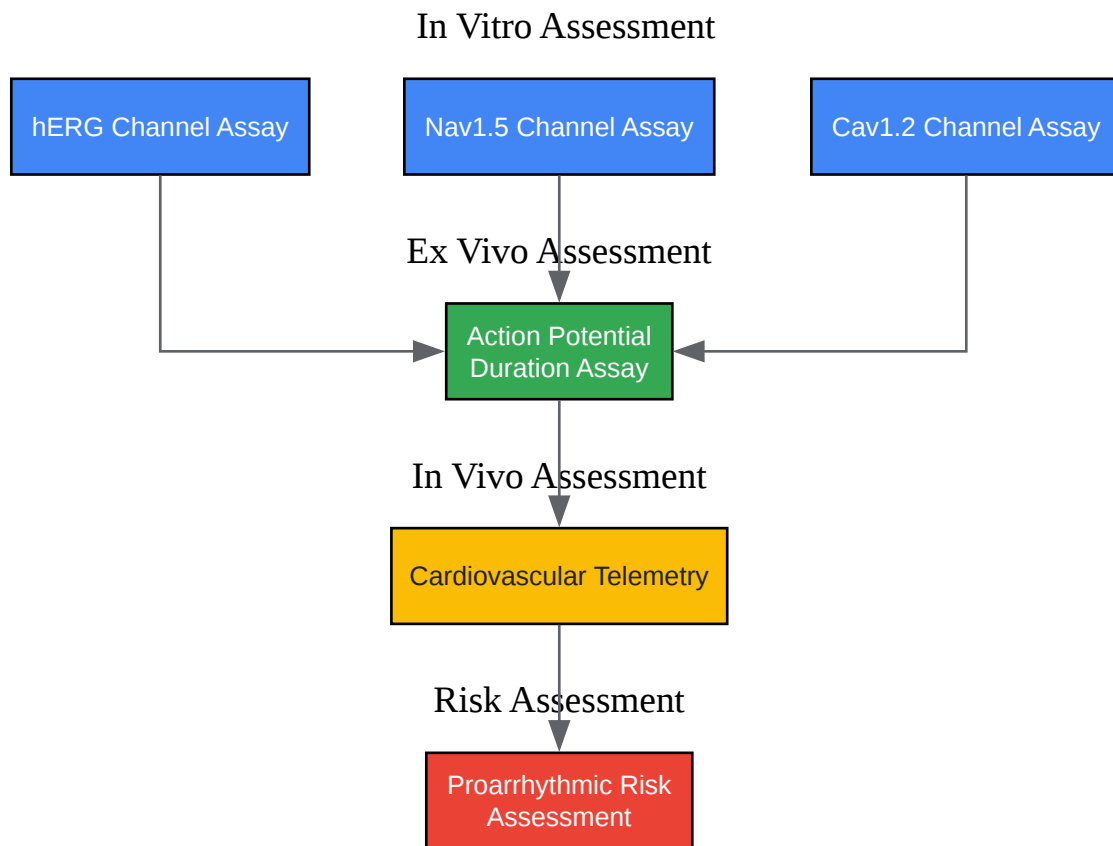 In Vitro Assessment
hERG Channel Assay
Nav1.5 Channel Assay
Cav1.2 Channel Assay
Ex Vivo Assessment
Action Potential
Duration Assay
In Vivo Assessment
Cardiovascular Telemetry
Risk Assessment
Proarrhythmic Risk
Assessment